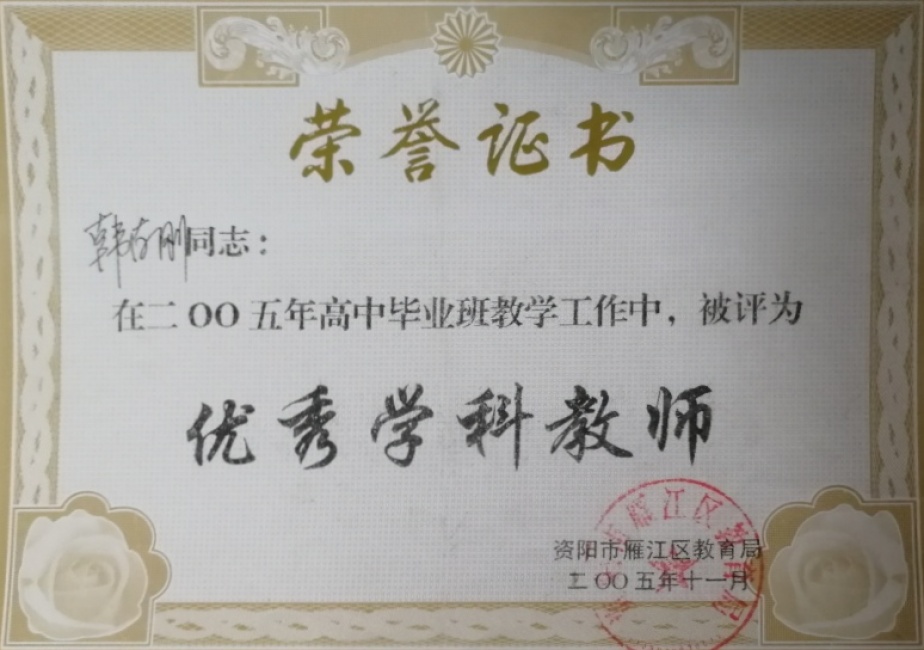 荣誉证书
韩存刚同志：
在二OO五年高中毕业班教学工作中，被评为
优秀学科教师
资阳市雁江区教育局
二OO五年十一月